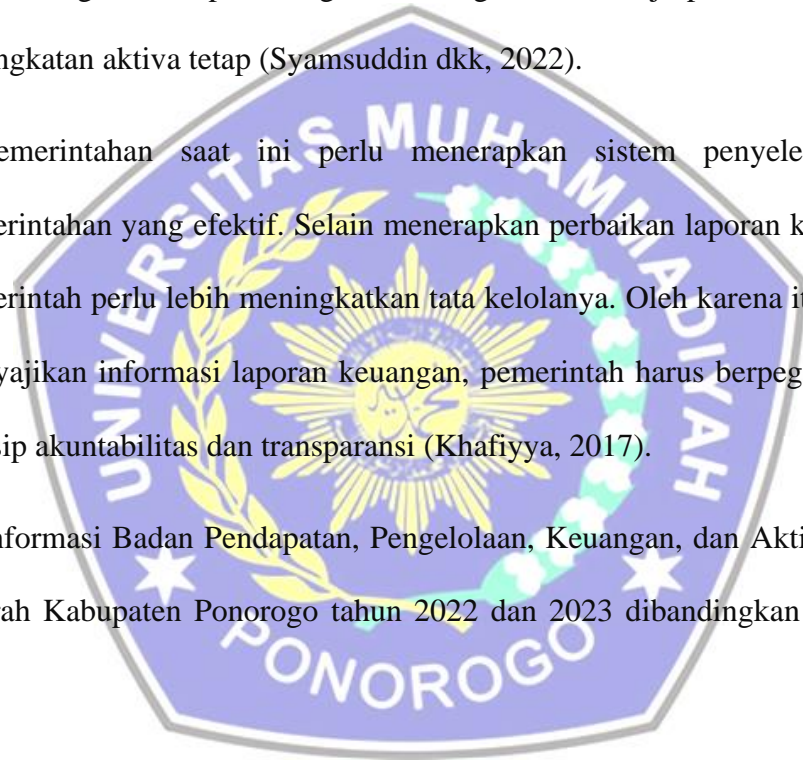 ngkatan aktiva tetap (Syamsuddin dkk, 2022).
emerintahan saat ini perlu menerapkan sistem penyele
erintahan yang efektif. Selain menerapkan perbaikan laporan k
erintah perlu lebih meningkatkan tata kelolanya. Oleh karena it
yajikan informasi laporan keuangan, pemerintah harus berpeg
sip akuntabilitas dan transparansi (Khafiyya, 2017).
nformasi Badan Pendapatan, Pengelolaan, Keuangan, dan Akti
rah Kabupaten Ponorogo tahun 2022 dan 2023 dibandingkan
UNIVERSITAS MUHAMMADIYAH
PONOROGO